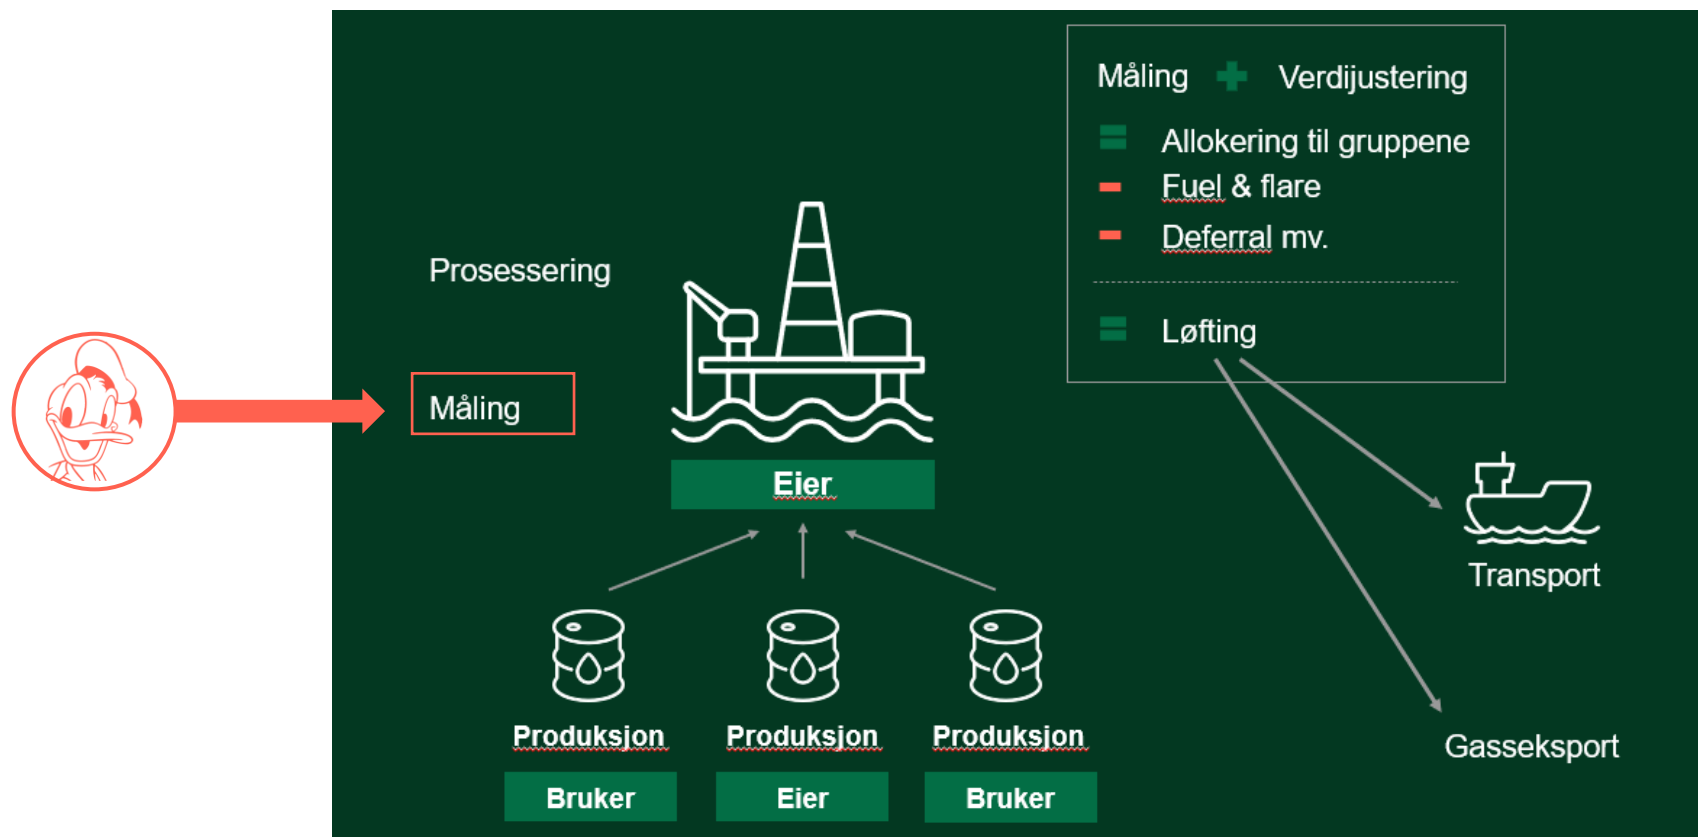 Måling + Verdijustering
= Allokering til gruppene
- Fuel & flare
- Deferral mv.
= Løfting
Prosessering
Måling
Eier
Transport
Produksjon Produksjon Produksjon
Gasseksport
Bruker Eier Bruker